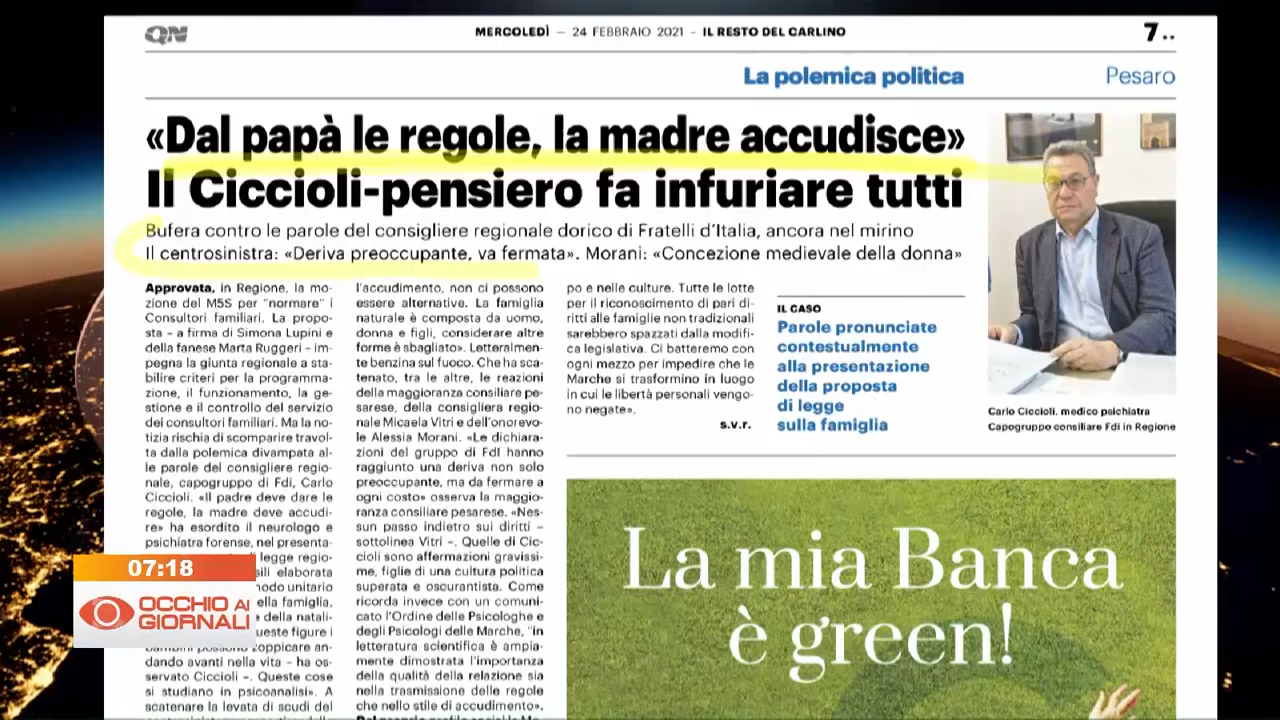 QN
MERCOLEDÌ – 24 FEBBRAIO 2021 – IL RESTO DEL CARLINO
7 ..
La polemica politica
Pesaro
«Dal papà le regole, la madre accudisce»
Il Ciccioli-pensiero fa infuriare tutti
Bufera contro le parole del consigliere regionale dorico di Fratelli d'Italia, ancora nel mirino
Il centrosinistra: «Deriva preoccupante, va fermata». Morani: «Concezione medievale della donna»
Approvata, in Regione, la mo-
zione del M5S per "normare" i
Consultori familiari. La propo-
sta – a firma di Simona Lupini e
della fanese Marta Ruggeri – im-
pegna la giunta regionale a sta-
bilire criteri per la programma-
zione, il funzionamento, la ge-
stione e il controllo del servizio
dei consultori familiari. Ma la no-
tizia rischia di scomparire travol-
ta dalla polemica divampata al-
le parole del consigliere regio-
nale, capogruppo di Fdi, Carlo
Ciccioli. «Il padre deve dare le
regole, la madre deve accudi-
re» ha esordito il neurologo e
psichiatra forense, nel presenta-
legge regio-
sili elaborata
modo unitario
ella famiglia,
e della natali-
ueste figure i
bambini possono zoppicare an-
dando avanti nella vita – ha os-
servato Ciccioli –. Queste cose
si studiano in psicoanalisi». A
scatenare la levata di scudi del
l'accudimento, non ci possono
essere alternative. La famiglia
naturale è composta da uomo,
donna e figli, considerare altre
forme è sbagliato». Letteralmen-
te benzina sul fuoco. Che ha sca-
tenato, tra le altre, le reazioni
della maggioranza consiliare pe-
sarese, della consigliera regio-
nale Micaela Vitri e dell'onorevo-
le Alessia Morani. «Le dichiara-
zioni del gruppo di FdI hanno
raggiunto una deriva non solo
preoccupante, ma da fermare a
ogni costo» osserva la maggio-
ranza consiliare pesarese. «Nes-
sun passo indietro sui diritti –
sottolinea Vitri –. Quelle di Cic-
cioli sono affermazioni gravissi-
me, figlie di una cultura politica
superata e oscurantista. Come
ricorda invece con un comuni-
cato l'Ordine delle Psicologhe e
degli Psicologi delle Marche, "in
letteratura scientifica è ampia-
mente dimostrata l'importanza
della qualità della relazione sia
nella trasmissione delle regole
che nello stile di accudimento».
po e nelle culture. Tutte le lotte
per il riconoscimento di pari di-
ritti alle famiglie non tradizionali
sarebbero spazzati dalla modifi-
ca legislativa. Ci batteremo con
ogni mezzo per impedire che le
Marche si trasformino in luogo
in cui le libertà personali vengo-
no negate».
s.v.r.
IL CASO
Parole pronunciate
contestualmente
alla presentazione
della proposta
di legge
sulla famiglia
Carlo Ciccioli, medico psichiatra
Capogruppo consiliare Fdi in Regione
La mia Banca
è green!
07:18
OCCHIO AI
GIORNALI